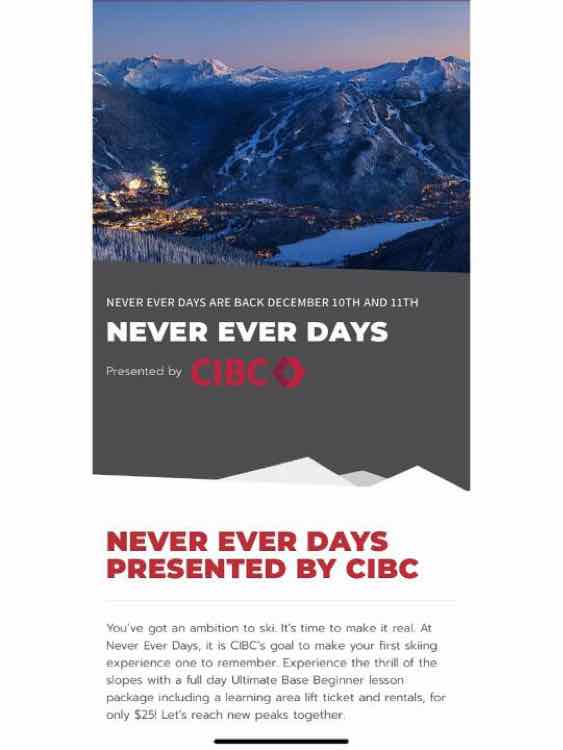 NEVER EVER DAYS ARE BACK DECEMBER 10TH AND 11TH
NEVER EVER DAYS
Presented by CIBC
NEVER EVER DAYS
PRESENTED BY CIBC
You've got an ambition to ski. It's time to make it real. At
Never Ever Days, it is CIBC's goal to make your first skiing
experience one to remember. Experience the thrill of the
slopes with a full day Ultimate Base Beginner lesson
package including a learning area lift ticket and rentals, for
only $25! Let's reach new peaks together.